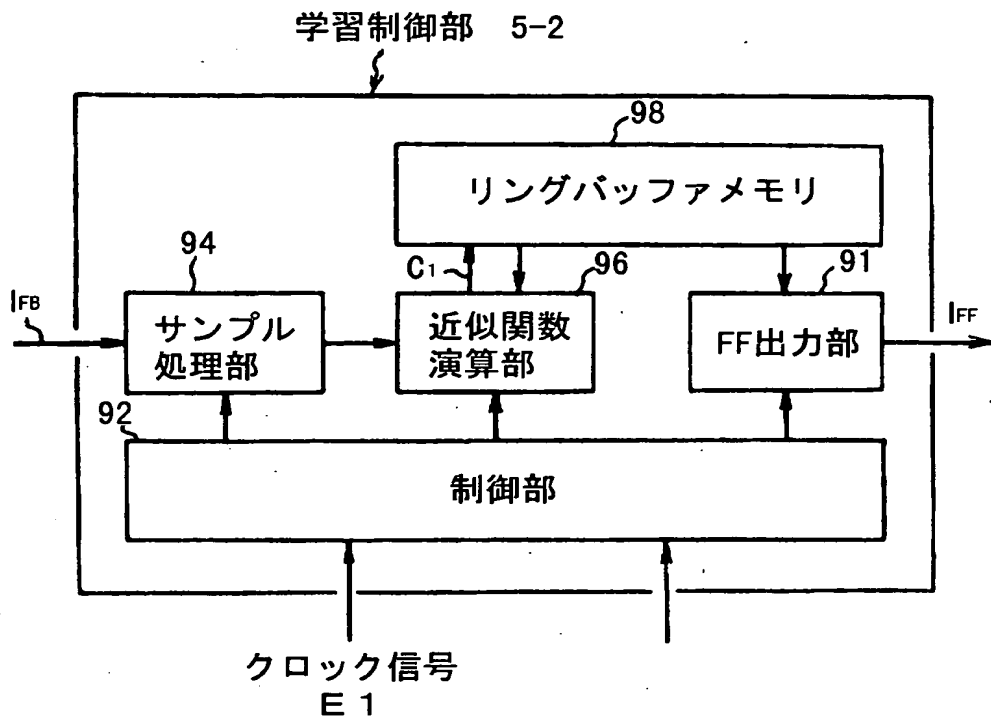 学習制御部 5-2
98
リングバッファメモリ
94
C1
96
91
IFB
サンプル
処理部
近似関数
演算部
FF出力部
IFF
92
制御部
クロック信号
E1